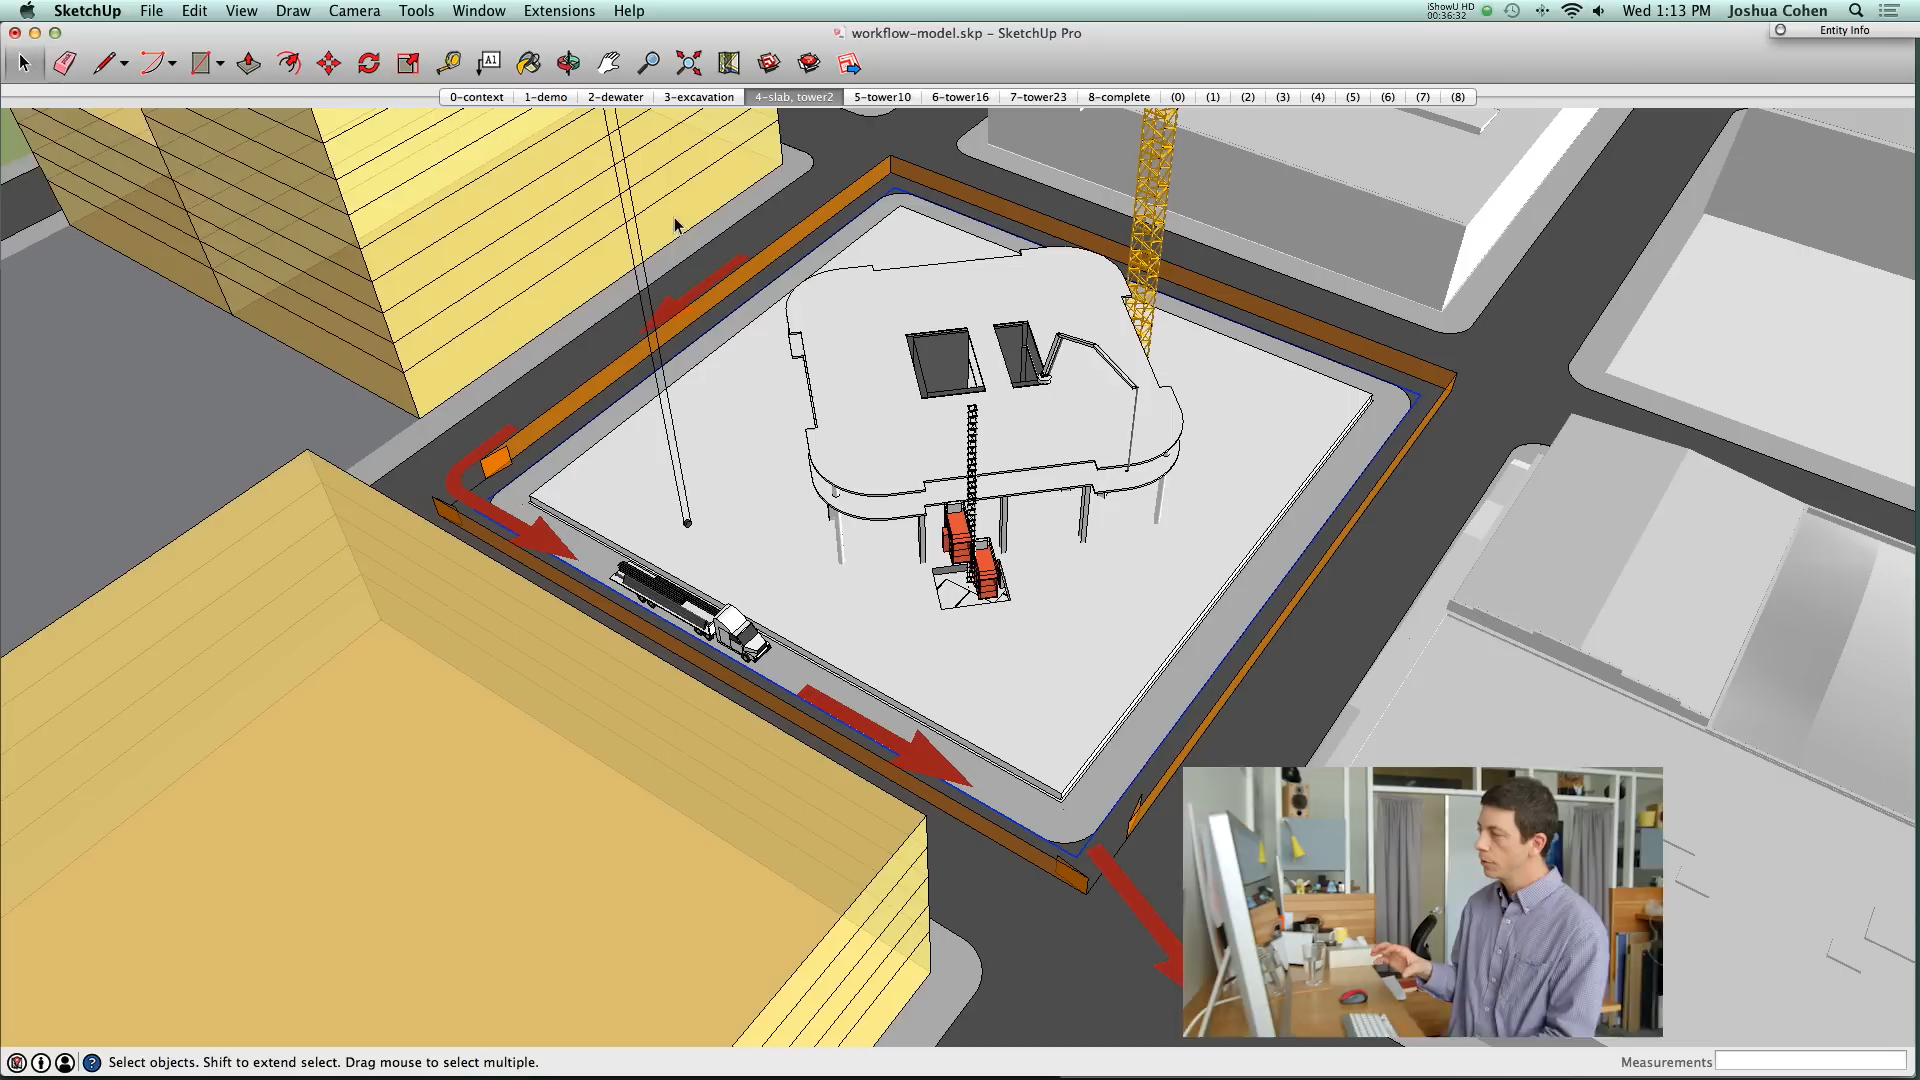 SketchUp File Edit View Draw Camera Tools Window Extensions Help iShowU HD 00:36:32 Wed 1:13 PM Joshua Cohen
workflow-model.skp – SketchUp Pro
Entity Info
A1
0-context 1-demo 2-dewater 3-excavation 4-slab, tower2 5-tower10 6-tower16 7-tower23 8-complete (0) (1) (2) (3) (4) (5) (6) (7) (8)
Select objects. Shift to extend select. Drag mouse to select multiple.
Measurements